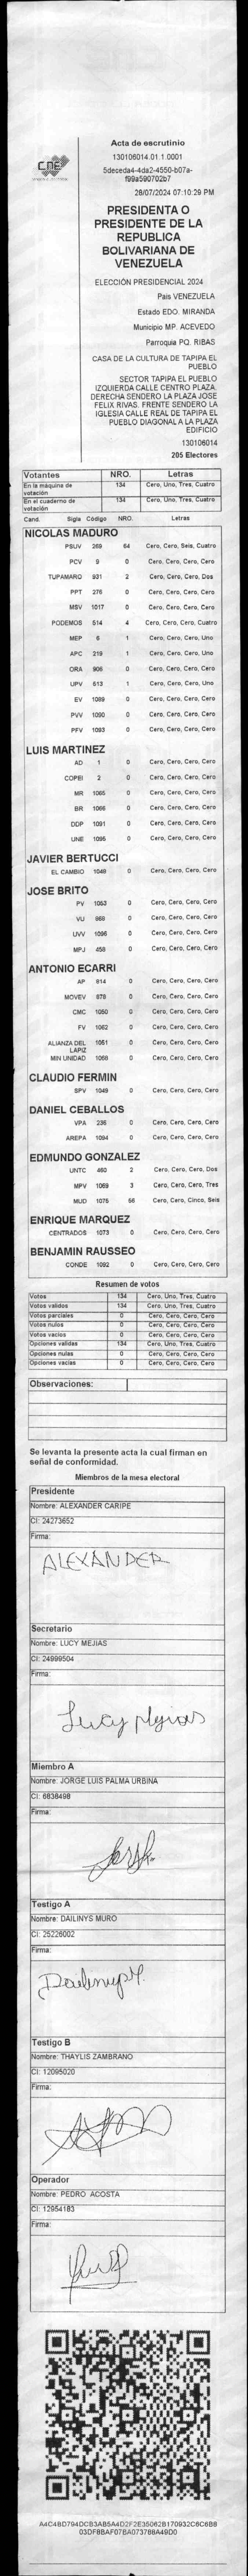 CNE
Acta de escrutinio
130106014.01.1.0001
5deceda4-4da2-4550-b07a-
f99a590702b7
28/07/2024 07:10:29 PM
PRESIDENTA O
PRESIDENTE DE LA
REPUBLICA
BOLIVARIANA DE
VENEZUELA
ELECCIÓN PRESIDENCIAL 2024
País VENEZUELA
Estado EDO. MIRANDA
Municipio MP. ACEVEDO
Parroquia PQ. RIBAS
CASA DE LA CULTURA DE TAPIPA EL
PUEBLO
SECTOR TAPIPA EL PUEBLO
IZQUIERDA CALLE CENTRO PLAZA.
DERECHA SENDERO LA PLAZA JOSE
FELIX RIVAS. FRENTE SENDERO LA
IGLESIA CALLE REAL DE TAPIPA EL
PUEBLO DIAGONAL A LA PLAZA
EDIFICIO
130106014
205 Electores
Votantes NRO. Letras
En la máquina de votación 134 Cero, Uno, Tres, Cuatro
En el cuaderno de votación 134 Cero, Uno, Tres, Cuatro
Cand. Sigla Código NRO. Letras
NICOLAS MADURO
PSUV 269 64 Cero, Cero, Seis, Cuatro
PCV 9 0 Cero, Cero, Cero, Cero
TUPAMARO 931 2 Cero, Cero, Cero, Dos
PPT 276 0 Cero, Cero, Cero, Cero
MSV 1017 0 Cero, Cero, Cero, Cero
PODEMOS 514 4 Cero, Cero, Cero, Cuatro
MEP 6 1 Cero, Cero, Cero, Uno
APC 219 1 Cero, Cero, Cero, Uno
ORA 906 0 Cero, Cero, Cero, Cero
UPV 613 1 Cero, Cero, Cero, Uno
EV 1089 0 Cero, Cero, Cero, Cero
PVV 1090 0 Cero, Cero, Cero, Cero
PFV 1093 0 Cero, Cero, Cero, Cero
LUIS MARTINEZ
AD 1 0 Cero, Cero, Cero, Cero
COPEI 2 0 Cero, Cero, Cero, Cero
MR 1065 0 Cero, Cero, Cero, Cero
BR 1066 0 Cero, Cero, Cero, Cero
DDP 1091 0 Cero, Cero, Cero, Cero
UNE 1095 0 Cero, Cero, Cero, Cero
JAVIER BERTUCCI
EL CAMBIO 1048 0 Cero, Cero, Cero, Cero
JOSE BRITO
PV 1053 0 Cero, Cero, Cero, Cero
VU 868 0 Cero, Cero, Cero, Cero
UVV 1096 0 Cero, Cero, Cero, Cero
MPJ 458 0 Cero, Cero, Cero, Cero
ANTONIO ECARRI
AP 814 0 Cero, Cero, Cero, Cero
MOVEV 878 0 Cero, Cero, Cero, Cero
CMC 1050 0 Cero, Cero, Cero, Cero
FV 1062 0 Cero, Cero, Cero, Cero
ALIANZA DEL LAPIZ 1051 0 Cero, Cero, Cero, Cero
MIN UNIDAD 1058 0 Cero, Cero, Cero, Cero
CLAUDIO FERMIN
SPV 1049 0 Cero, Cero, Cero, Cero
DANIEL CEBALLOS
VPA 236 0 Cero, Cero, Cero, Cero
AREPA 1094 0 Cero, Cero, Cero, Cero
EDMUNDO GONZALEZ
UNTC 460 2 Cero, Cero, Cero, Dos
MPV 1069 3 Cero, Cero, Cero, Tres
MUD 1075 56 Cero, Cero, Cinco, Seis
ENRIQUE MARQUEZ
CENTRADOS 1073 0 Cero, Cero, Cero, Cero
BENJAMIN RAUSSEO
CONDE 1092 0 Cero, Cero, Cero, Cero
Resumen de votos
Votos 134 Cero, Uno, Tres, Cuatro
Votos válidos 134 Cero, Uno, Tres, Cuatro
Votos parciales 0 Cero, Cero, Cero, Cero
Votos nulos 0 Cero, Cero, Cero, Cero
Votos vacíos 0 Cero, Cero, Cero, Cero
Opciones válidas 134 Cero, Uno, Tres, Cuatro
Opciones nulas 0 Cero, Cero, Cero, Cero
Opciones vacías 0 Cero, Cero, Cero, Cero
Observaciones:
Se levanta la presente acta la cual firman en
señal de conformidad.
Miembros de la mesa electoral
Presidente
Nombre: ALEXANDER CARIPE
CI: 24273652
Firma:
ALEXANDER
Secretario
Nombre: LUCY MEJIAS
CI: 24999504
Firma:
Lucy Mejias
Miembro A
Nombre: JORGE LUIS PALMA URBINA
CI: 6838498
Firma:
Testigo A
Nombre: DAILINYS MURO
CI: 25226002
Firma:
Dailinys M.
Testigo B
Nombre: THAYLIS ZAMBRANO
CI: 12095020
Firma:
Operador
Nombre: PEDRO ACOSTA
CI: 12954183
Firma:
A4C4BD794DCB3AB5A4D2F2E35062B170932C6C6B8
03DF8BAF07BA073788A49D0